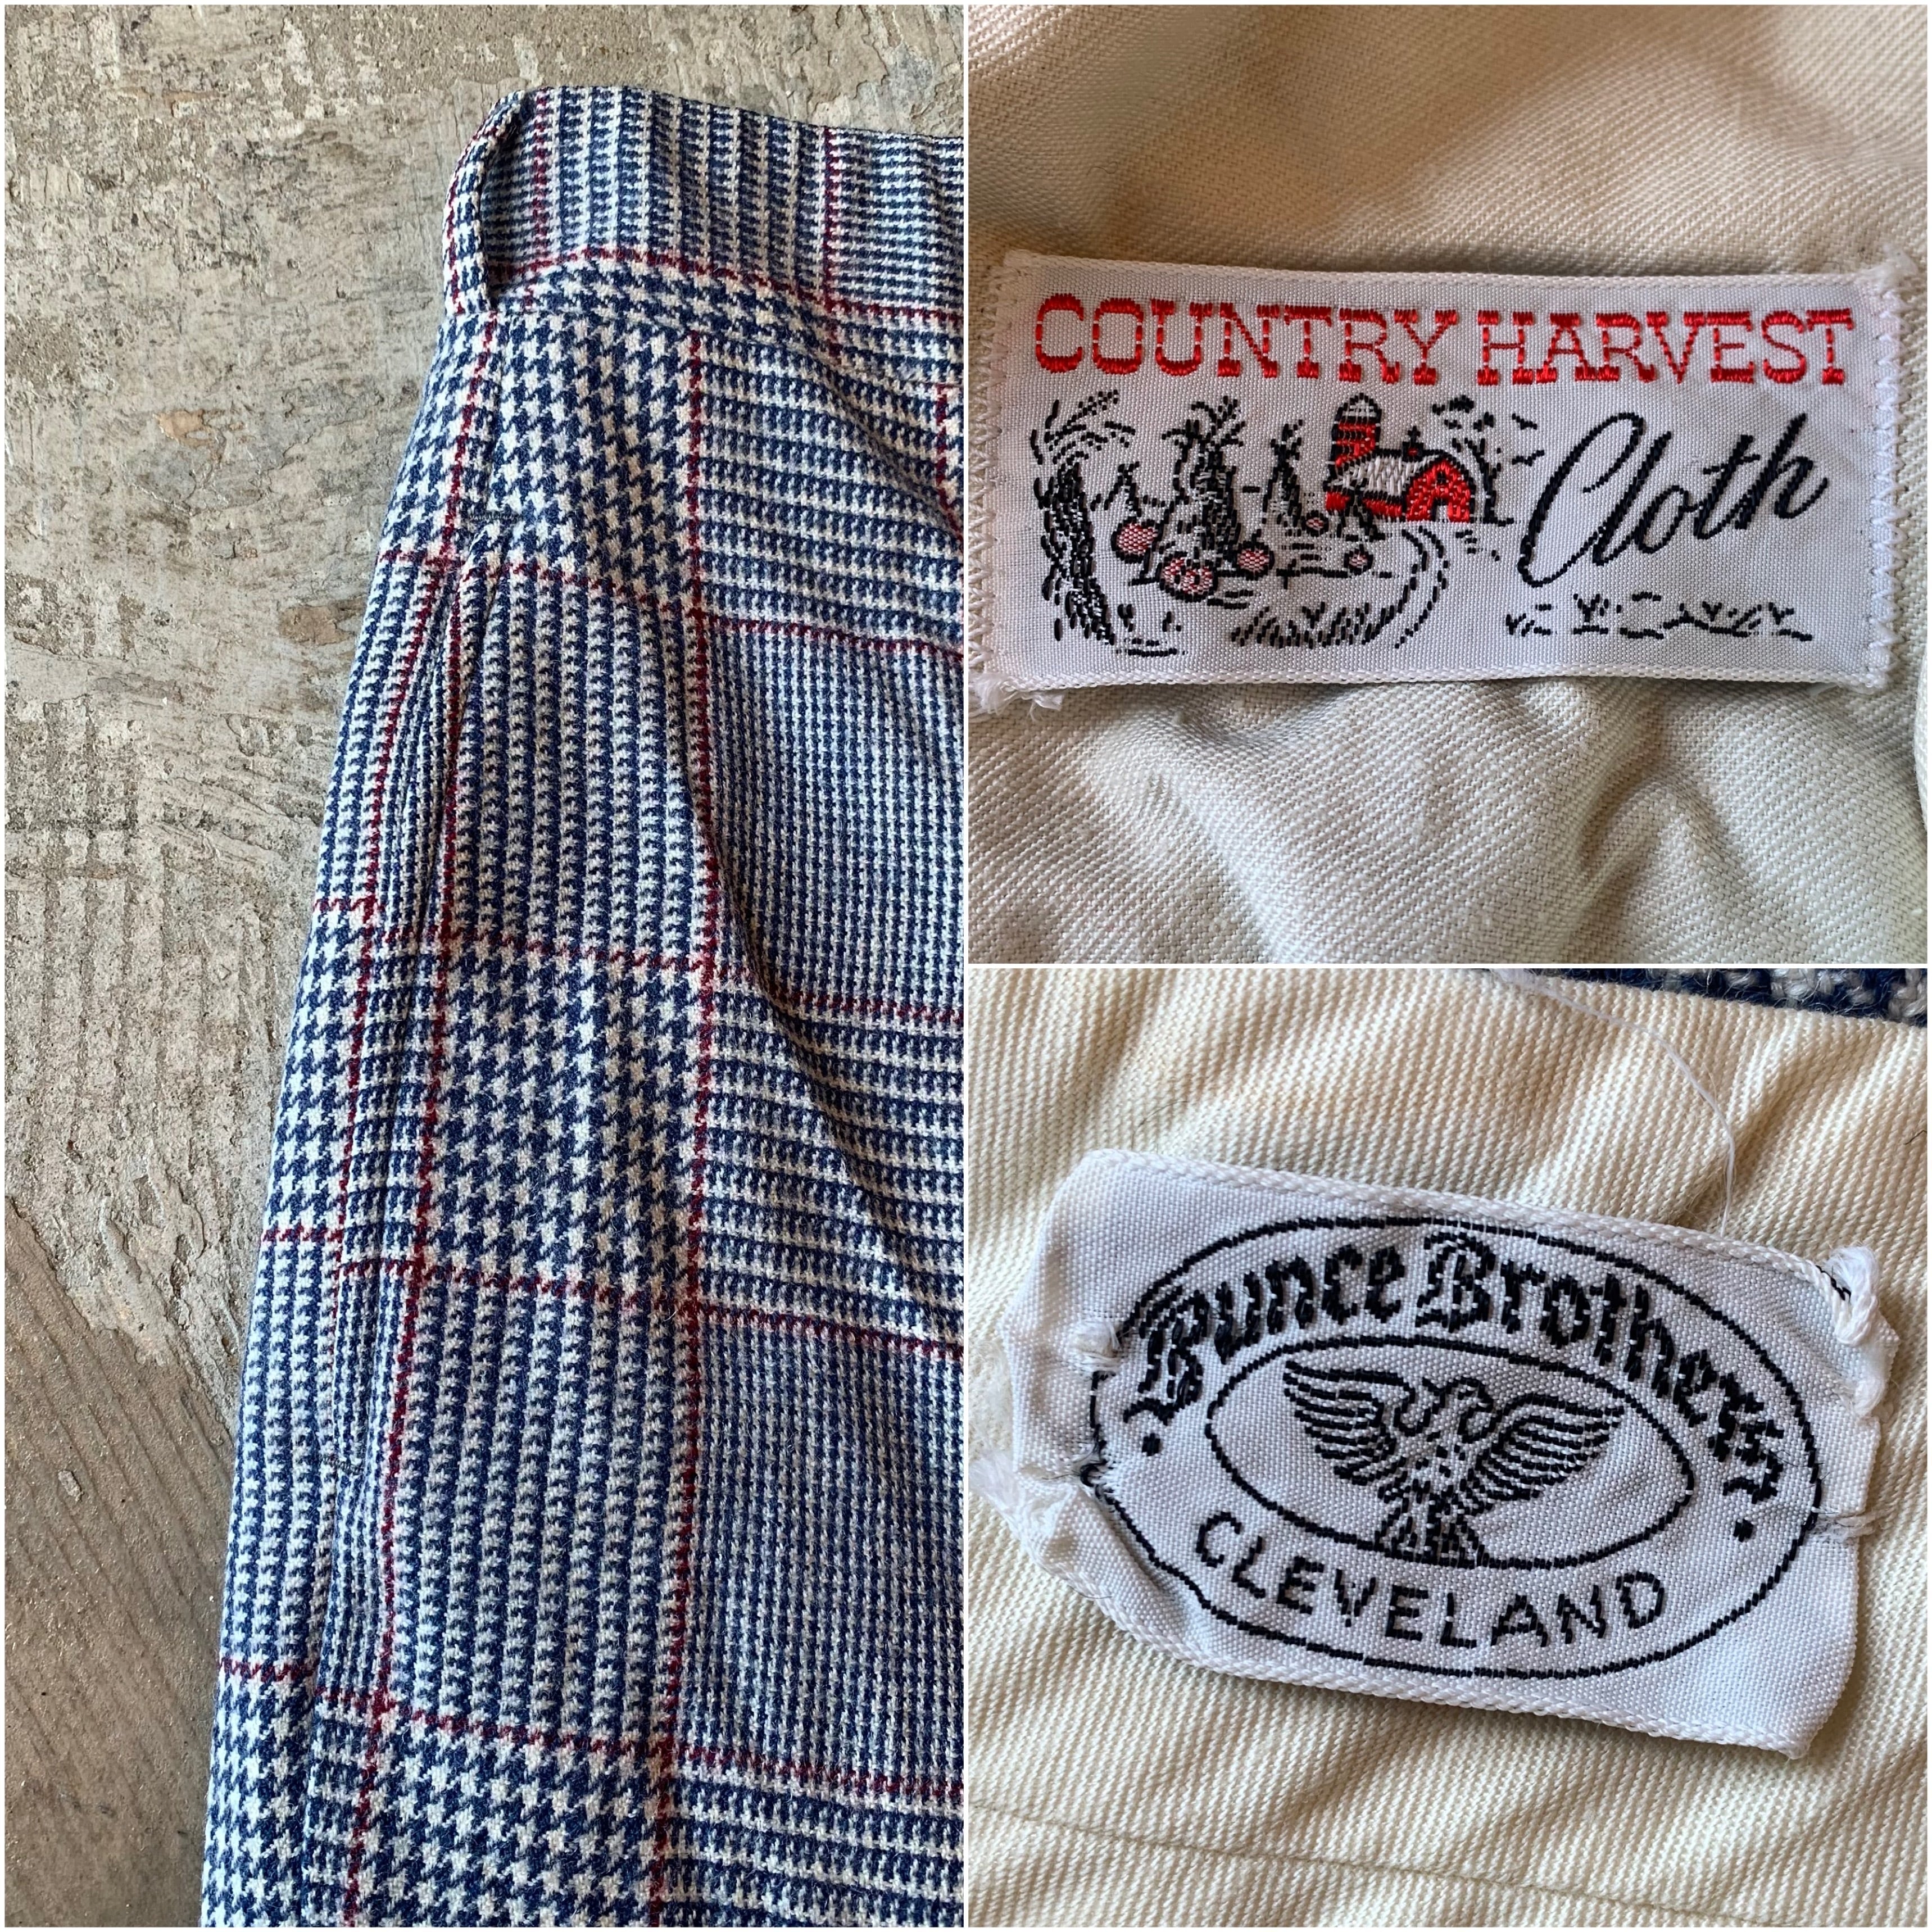 COUNTRY HARVEST
Cloth
Bunce Brothers
CLEVELAND